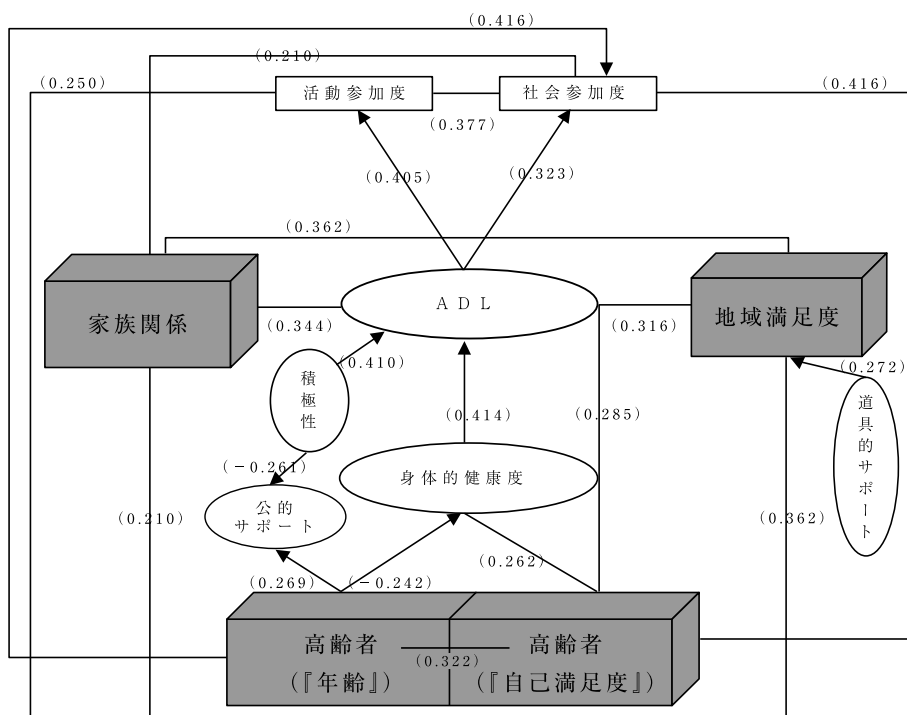 (0.416)
(0.210)
(0.250)
(0.416)
活動参加度
社会参加度
(0.377)
(0.405)
(0.323)
(0.362)
家族関係
ADL
地域満足度
(0.344)
(0.316)
(0.410)
(0.272)
積極性
道具的サポート
(0.414)
(0.285)
(−0.261)
身体的健康度
公的
サポート
(0.210)
(0.362)
(0.269)
(−0.242)
(0.262)
高齢者
(『年齢』)
(0.322)
高齢者
(『自己満足度』)